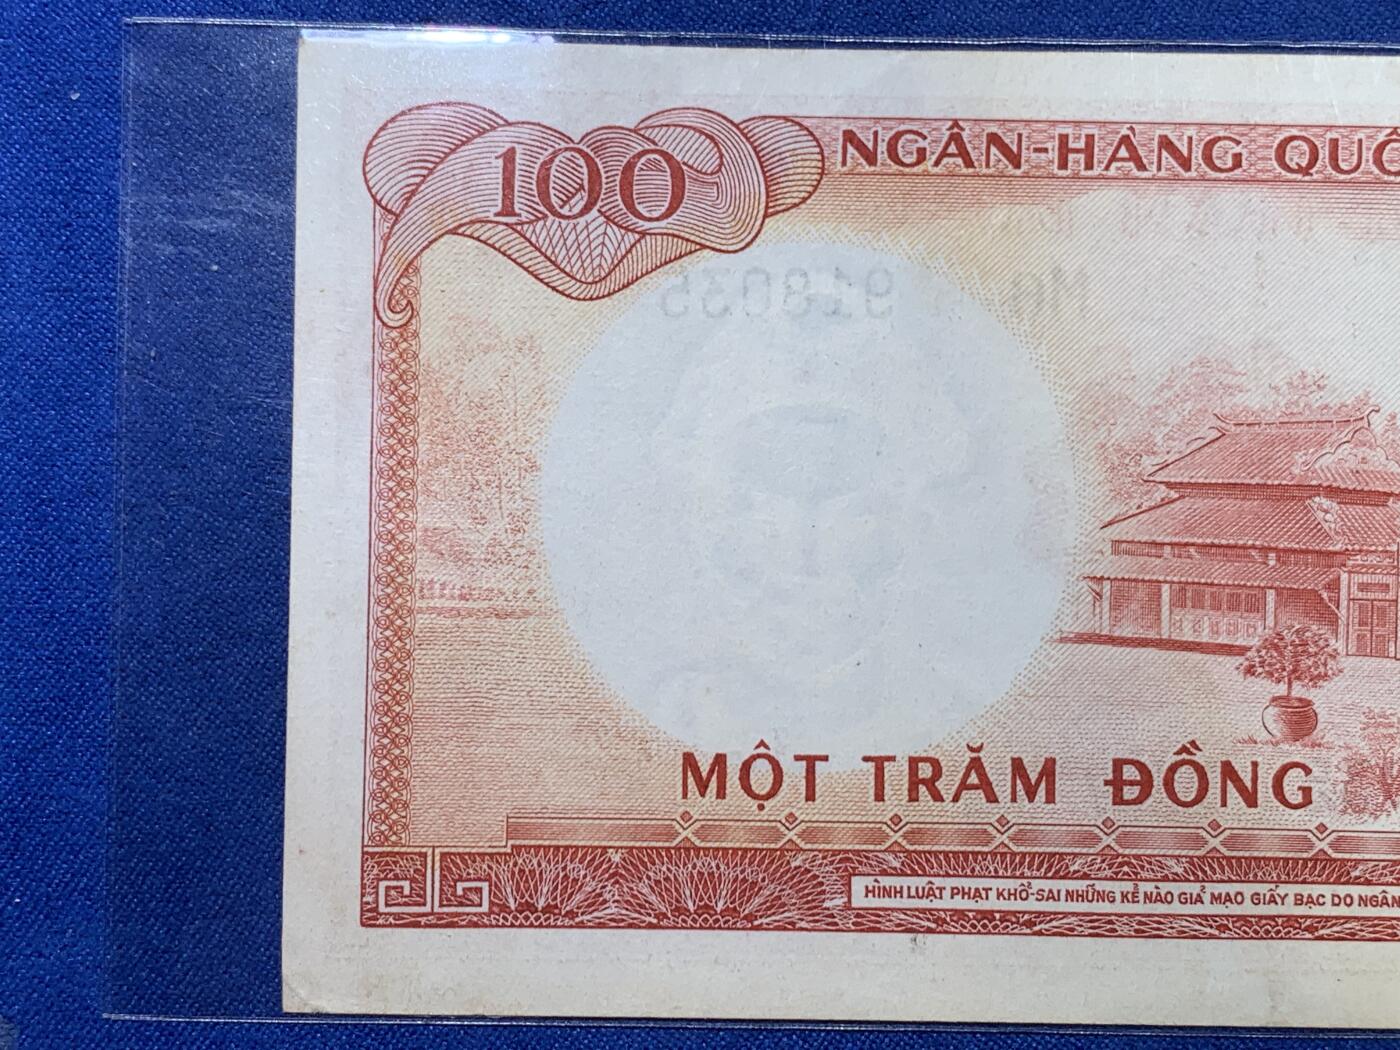 100
NGÂN-HÀNG QUỐ
918035
MỘT TRĂM ĐỒNG
HÌNH LUẬT PHẠT KHỔ-SAI NHỮNG KẺ NÀO GIẢ MẠO GIẤY BẠC DO NGÂN